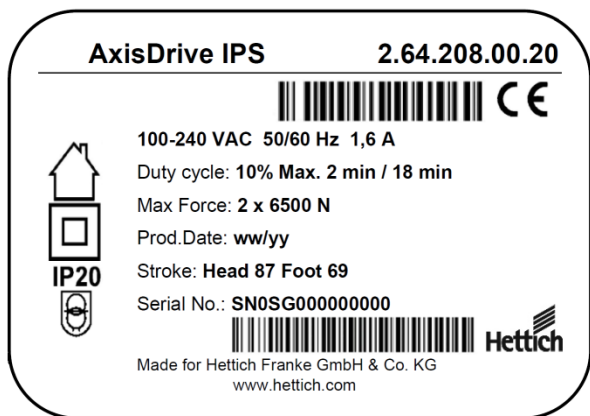 AxisDrive IPS 2.64.208.00.20
CE
100-240 VAC 50/60 Hz 1,6 A
Duty cycle: 10% Max. 2 min / 18 min
Max Force: 2 x 6500 N
Prod.Date: ww/yy
IP20
Stroke: Head 87 Foot 69
Serial No.: SN0SG000000000
Hettich
Made for Hettich Franke GmbH & Co. KG
www.hettich.com